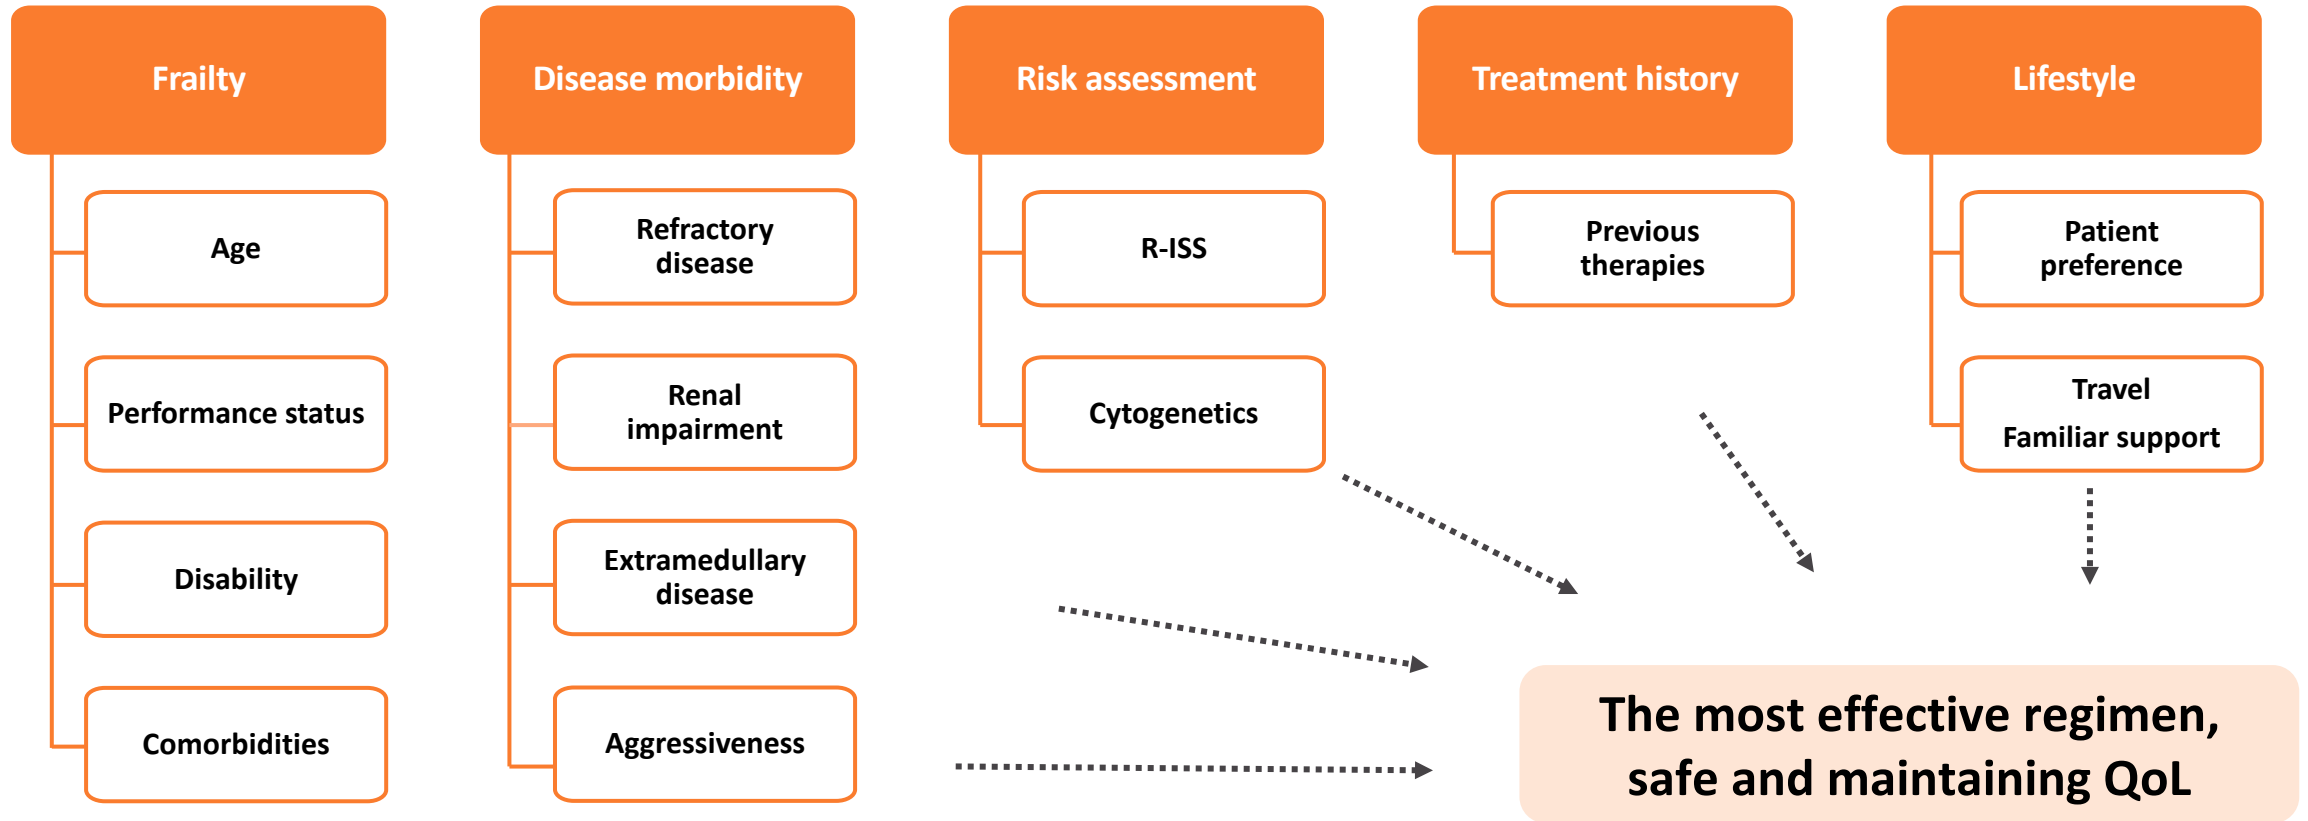 Frailty
Age
Performance status
Disability
Comorbidities
Disease morbidity
Refractory
disease
Renal
impairment
Extramedullary
disease
Aggressiveness
Risk assessment
R-ISS
Cytogenetics
Treatment history
Previous
therapies
Lifestyle
Patient
preference
Travel
Familiar support
The most effective regimen,
safe and maintaining QoL